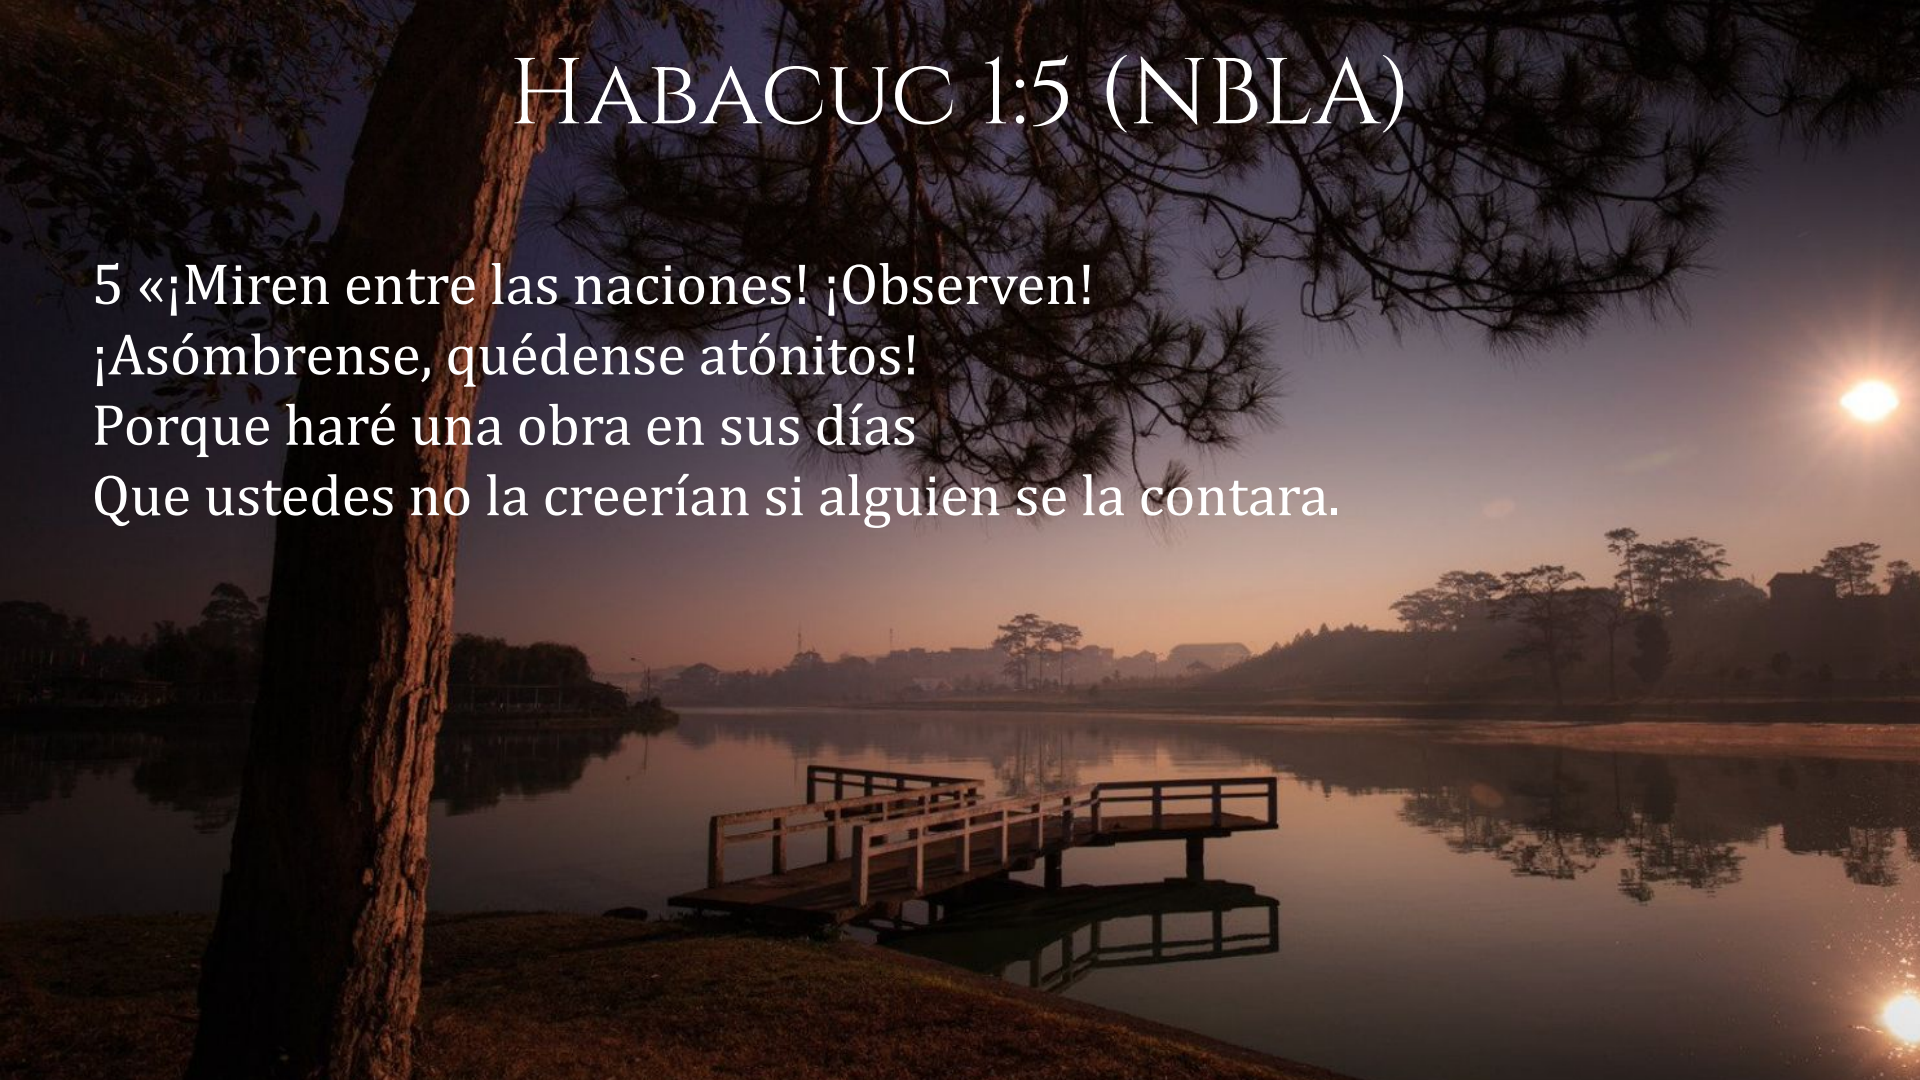 Habacuc 1:5 (NBLA)
5 «¡Miren entre las naciones! ¡Observen!
¡Asómbrense, quédense atónitos!
Porque haré una obra en sus días
Que ustedes no la creerían si alguien se la contara.